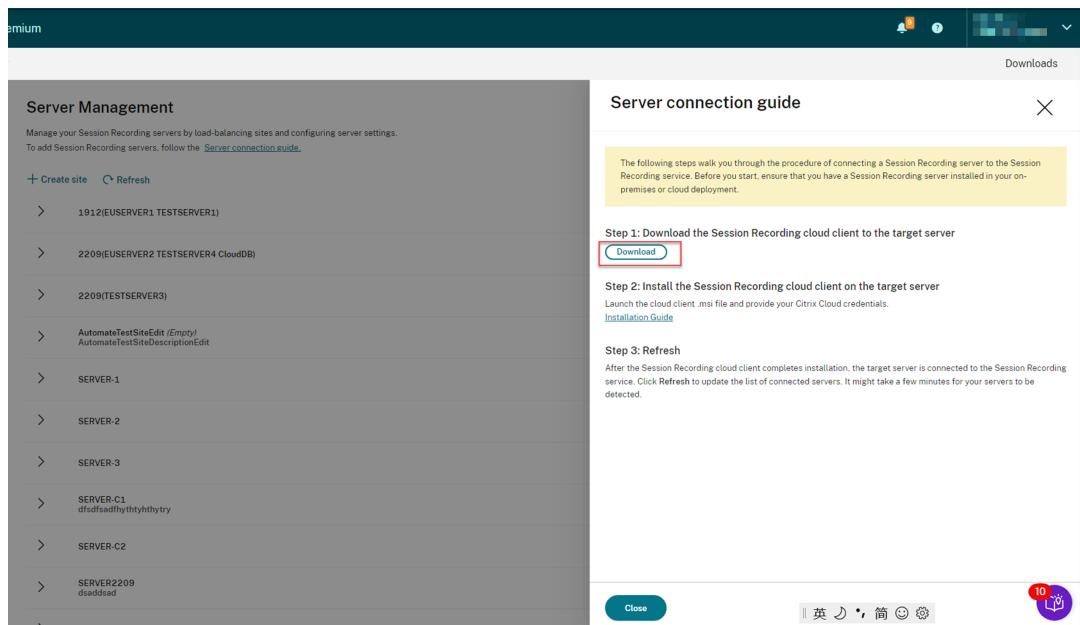 emium
9
?
Downloads
Server Management
Manage your Session Recording servers by load-balancing sites and configuring server settings.
To add Session Recording servers, follow the Server connection guide.
+ Create site Refresh
1912(EUSERVER1 TESTSERVER1)
2209(EUSERVER2 TESTSERVER4 CloudDB)
2209(TESTSERVER3)
AutomateTestSiteEdit (Empty)
AutomateTestSiteDescriptionEdit
SERVER-1
SERVER-2
SERVER-3
SERVER-C1
dfsdfsadfhythtyhthytry
SERVER-C2
SERVER2209
dsaddsad
Server connection guide
The following steps walk you through the procedure of connecting a Session Recording server to the Session
Recording service. Before you start, ensure that you have a Session Recording server installed in your on-
premises or cloud deployment.
Step 1: Download the Session Recording cloud client to the target server
Download
Step 2: Install the Session Recording cloud client on the target server
Launch the cloud client .msi file and provide your Citrix Cloud credentials.
Installation Guide
Step 3: Refresh
After the Session Recording cloud client completes installation, the target server is connected to the Session Recording
service. Click Refresh to update the list of connected servers. It might take a few minutes for your servers to be
detected.
Close
英 简
10